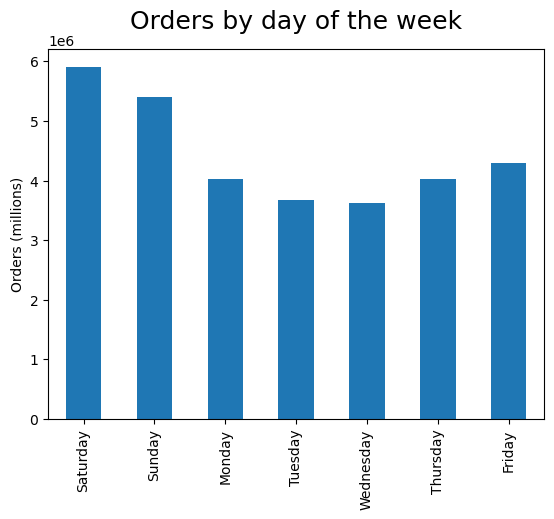 Orders by day of the week
1e6
6
5
4
3
2
1
0
Orders (millions)
Saturday
Sunday
Monday
Tuesday
Wednesday
Thursday
Friday